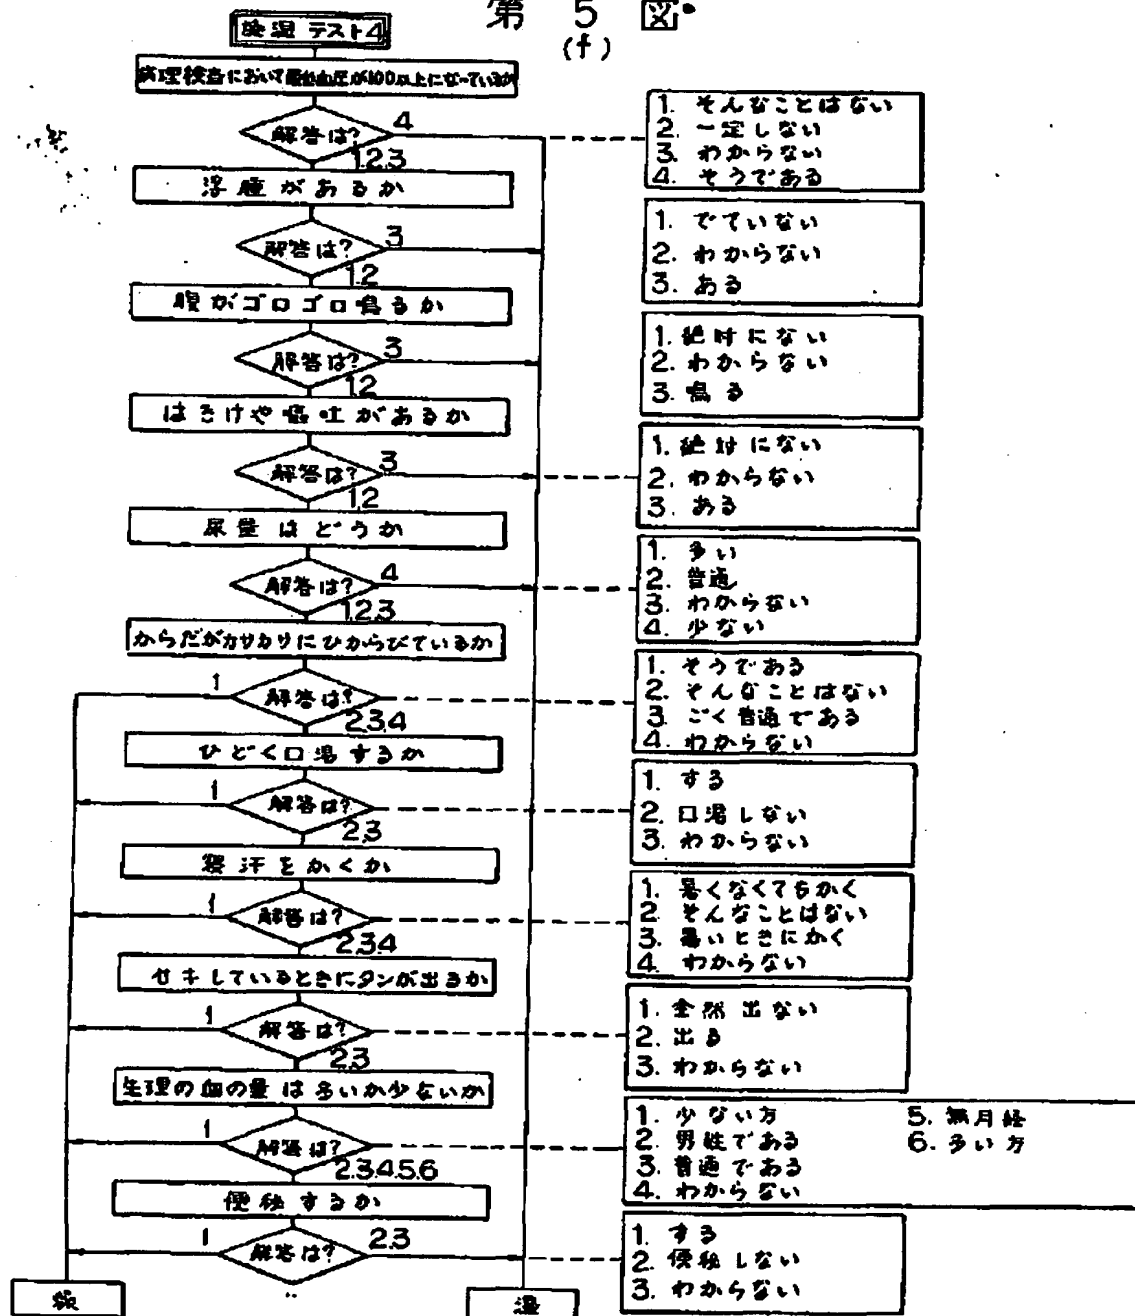 第 5 図
(f)
テスト4
病理検査において最低血圧が100以上になっているか
解答は?
4
1.2.3
1. そんなことはない
2. 一定しない
3. わからない
4. そうである
浮腫があるか
解答は?
3
1.2
1. でていない
2. わからない
3. ある
腹がゴロゴロ鳴るか
解答は?
3
1.2
1. 絶対にない
2. わからない
3. 鳴る
はきけや嘔吐があるか
解答は?
3
1.2
1. 絶対にない
2. わからない
3. ある
尿量はどうか
解答は?
4
1.2.3
1. 多い
2. 普通
3. わからない
4. 少ない
からだがカサカサにひからびているか
1
解答は?
2.3.4
1. そうである
2. そんなことはない
3. ごく普通である
4. わからない
ひどく口渇するか
1
解答は?
2.3
1. する
2. 口渇しない
3. わからない
寝汗をかくか
1
解答は?
2.3.4
1. 暑くなくてもかく
2. そんなことはない
3. 暑いときにかく
4. わからない
セキしているときにタンが出るか
1
解答は?
2.3
1. 全然出ない
2. 出る
3. わからない
生理の血の量は多いか少ないか
1
解答は?
2.3.4.5.6
1. 少ない方
2. 男性である
3. 普通である
4. わからない
5. 無月経
6. 多い方
便秘するか
1
解答は?
2.3
1. する
2. 便秘しない
3. わからない
燥
湿